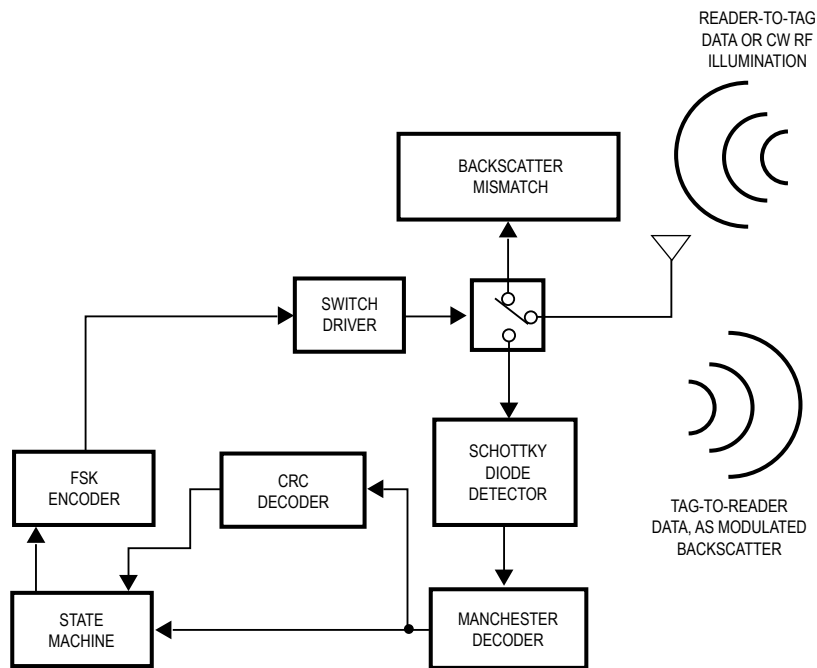 READER-TO-TAG
DATA OR CW RF
ILLUMINATION
BACKSCATTER
MISMATCH
SWITCH
DRIVER
SCHOTTKY
DIODE
DETECTOR
FSK
ENCODER
CRC
DECODER
TAG-TO-READER
DATA, AS MODULATED
BACKSCATTER
STATE
MACHINE
MANCHESTER
DECODER